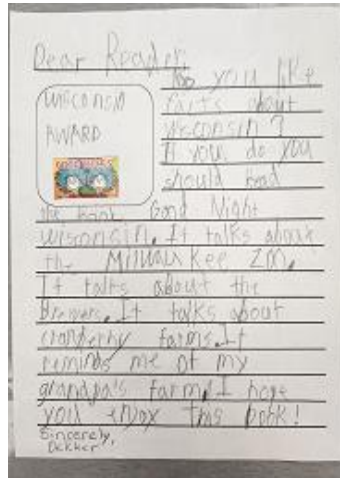 Dear Reader,
Do you like
WISCONSIN
facts about
AWARD
Wisconsin?
If you do you
should read
the book Good Night
Wisconsin. It talks about
the Milwaukee Zoo.
It talks about the
Brewers. It talks about
cranberry farms. It
reminds me of my
grandpa's farm. I hope
you enjoy this book!
Sincerely,
Dekker